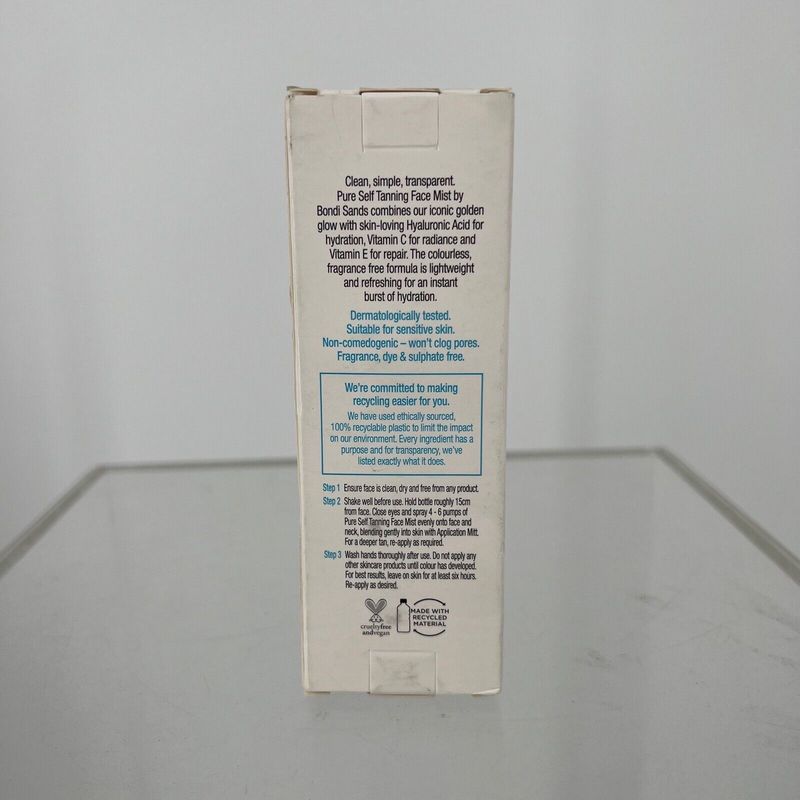 Clean, simple, transparent.
Pure Self Tanning Face Mist by
Bondi Sands combines our iconic golden
glow with skin-loving Hyaluronic Acid for
hydration, Vitamin C for radiance and
Vitamin E for repair. The colourless,
fragrance free formula is lightweight
and refreshing for an instant
burst of hydration.
Dermatologically tested.
Suitable for sensitive skin.
Non-comedogenic – won't clog pores.
Fragrance, dye & sulphate free.
We're committed to making
recycling easier for you.
We have used ethically sourced,
100% recyclable plastic to limit the impact
on our environment. Every ingredient has a
purpose and for transparency, we've
listed exactly what it does.
Step 1 Ensure face is clean, dry and free from any product.
Step 2 Shake well before use. Hold bottle roughly 15cm
from face. Close eyes and spray 4 - 6 pumps of
Pure Self Tanning Face Mist evenly onto face and
neck, blending gently into skin with Application Mitt.
For a deeper tan, re-apply as required.
Step 3 Wash hands thoroughly after use. Do not apply any
other skincare products until colour has developed.
For best results, leave on skin for at least six hours.
Re-apply as desired.
crueltyfree
andvegan
MADE WITH
RECYCLED
MATERIAL